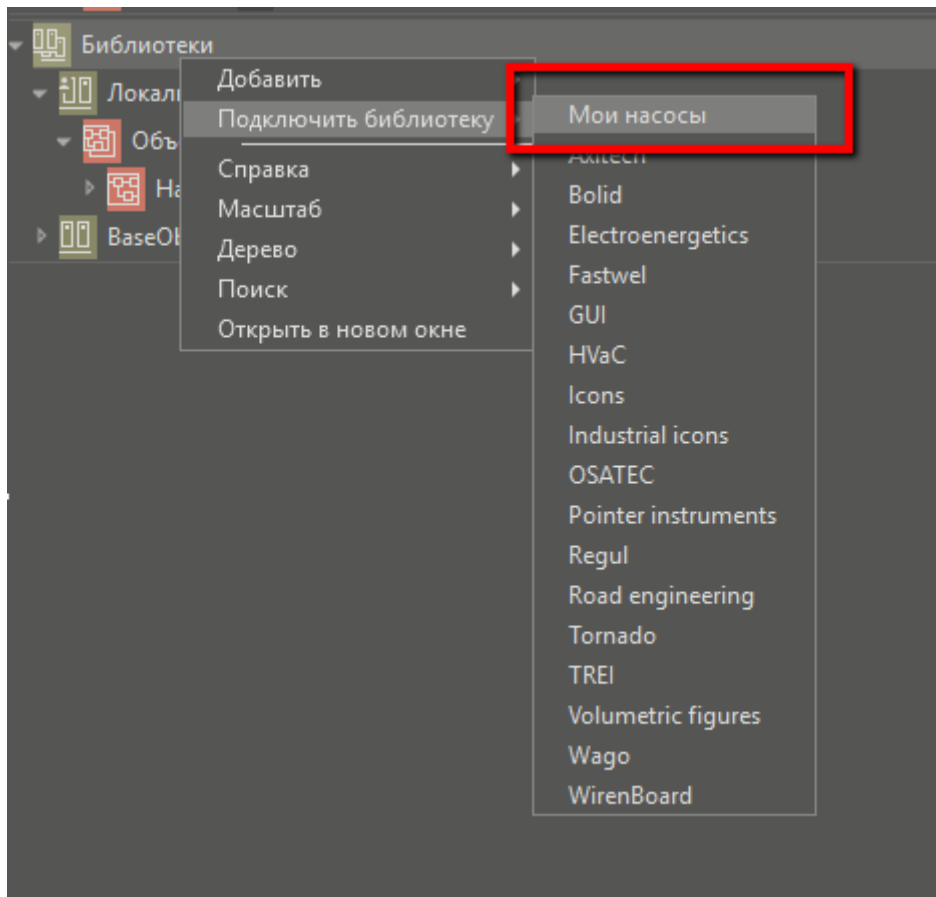 Библиотеки
Добавить
Подключить библиотеку
Справка
Масштаб
Дерево
Поиск
Открыть в новом окне
Мои насосы
Axitech
Bolid
Electroenergetics
Fastwel
GUI
HVaC
Icons
Industrial icons
OSATEC
Pointer instruments
Regul
Road engineering
Tornado
TREI
Volumetric figures
Wago
WirenBoard